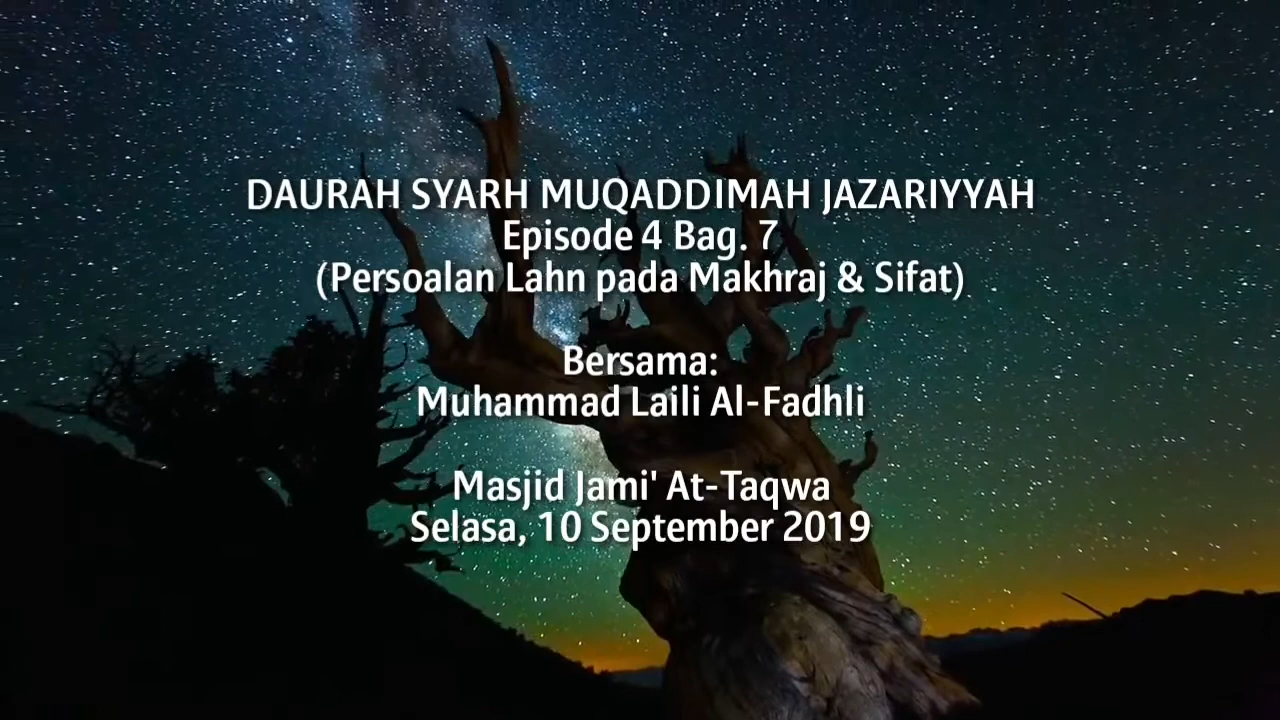 DAURAH SYARH MUQADDIMAH JAZARIYYAH
Episode 4 Bag. 7
(Persoalan Lahn pada Makhraj & Sifat)
Bersama:
Muhammad Laili Al-Fadhli
Masjid Jami' At-Taqwa
Selasa, 10 September 2019